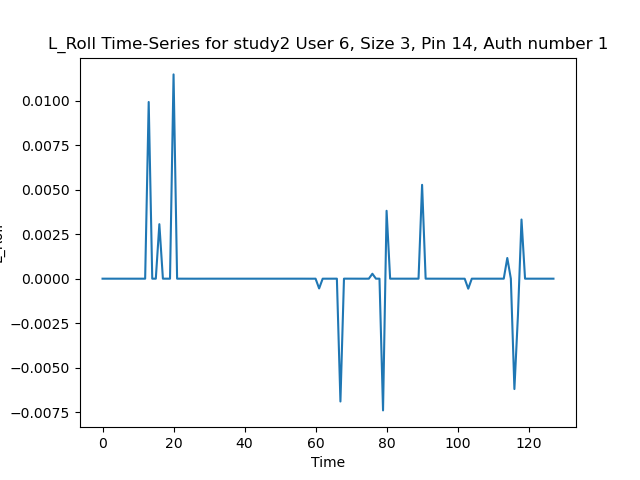 L_Roll Time-Series for study2 User 6, Size 3, Pin 14, Auth number 1
0.0100
0.0075
0.0050
0.0025
0.0000
−0.0025
−0.0050
−0.0075
L_Roll
0 20 40 60 80 100 120
Time